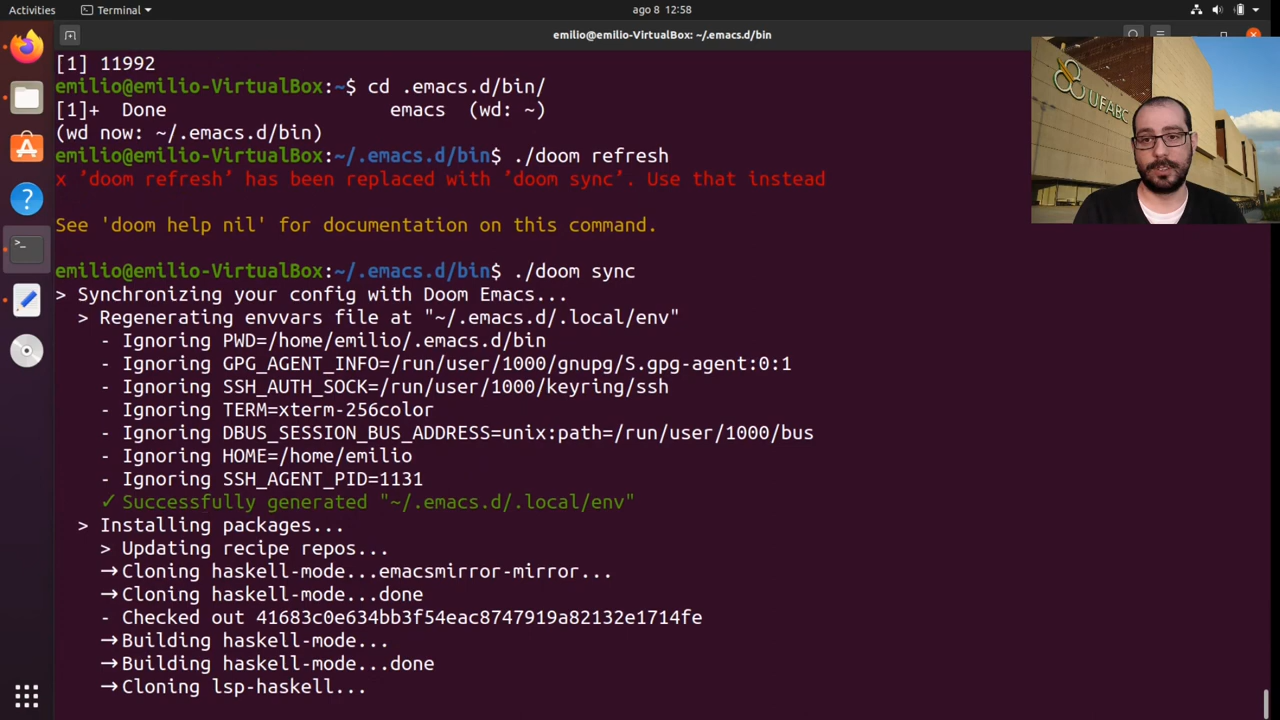 Activities
Terminal
ago 8 12:58
emilio@emilio-VirtualBox: ~/.emacs.d/bin
[1] 11992
emilio@emilio-VirtualBox:~$ cd .emacs.d/bin/
[1]+  Done                    emacs  (wd: ~)
(wd now: ~/.emacs.d/bin)
emilio@emilio-VirtualBox:~/.emacs.d/bin$ ./doom refresh
x ’doom refresh’ has been replaced with ’doom sync’. Use that instead
See 'doom help nil' for documentation on this command.
emilio@emilio-VirtualBox:~/.emacs.d/bin$ ./doom sync
> Synchronizing your config with Doom Emacs...
> Regenerating envvars file at "~/.emacs.d/.local/env"
- Ignoring PWD=/home/emilio/.emacs.d/bin
- Ignoring GPG_AGENT_INFO=/run/user/1000/gnupg/S.gpg-agent:0:1
- Ignoring SSH_AUTH_SOCK=/run/user/1000/keyring/ssh
- Ignoring TERM=xterm-256color
- Ignoring DBUS_SESSION_BUS_ADDRESS=unix:path=/run/user/1000/bus
- Ignoring HOME=/home/emilio
- Ignoring SSH_AGENT_PID=1131
✓ Successfully generated "~/.emacs.d/.local/env"
> Installing packages...
> Updating recipe repos...
→Cloning haskell-mode...emacsmirror-mirror...
→Cloning haskell-mode...done
- Checked out 41683c0e634bb3f54eac8747919a82132e1714fe
→Building haskell-mode...
→Building haskell-mode...done
→Cloning lsp-haskell...
UFABC